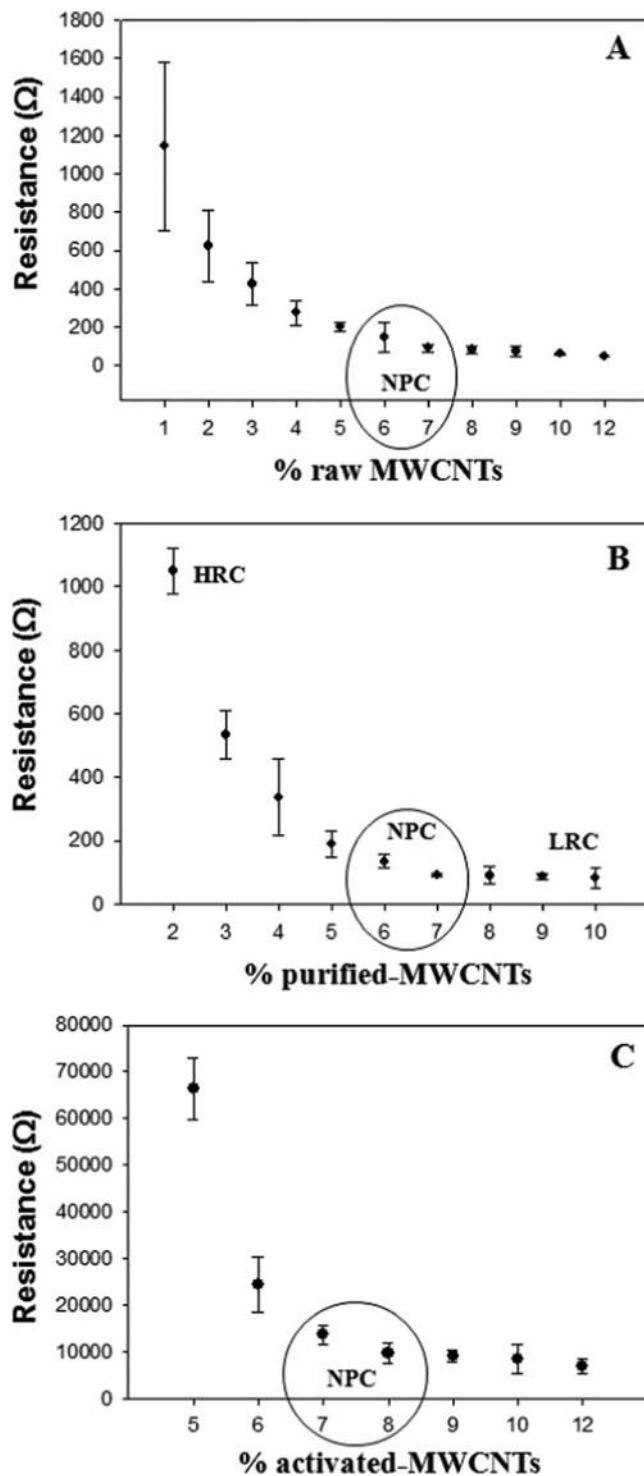 A
Resistance (Ω)
1800
1600
1400
1200
1000
800
600
400
200
0
NPC
1 2 3 4 5 6 7 8 9 10 12
% raw MWCNTs
B
Resistance (Ω)
1200
1000
800
600
400
200
0
HRC
NPC
LRC
2 3 4 5 6 7 8 9 10
% purified-MWCNTs
C
Resistance (Ω)
80000
70000
60000
50000
40000
30000
20000
10000
0
NPC
5 6 7 8 9 10 12
% activated-MWCNTs